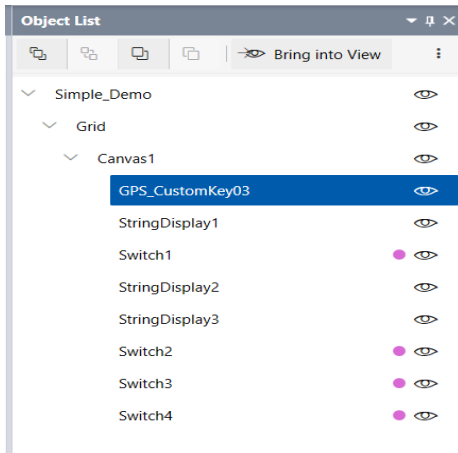 Object List
Bring into View
Simple_Demo
Grid
Canvas1
GPS_CustomKey03
StringDisplay1
Switch1
StringDisplay2
StringDisplay3
Switch2
Switch3
Switch4